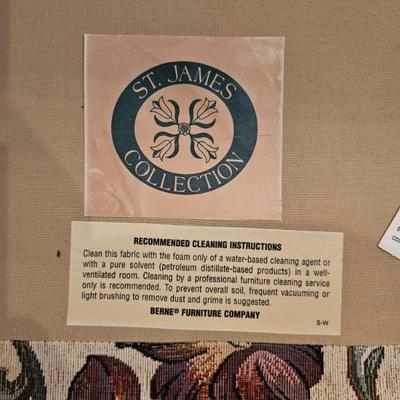 ST. JAMES
COLLECTION
RECOMMENDED CLEANING INSTRUCTIONS
Clean this fabric with the foam only of a water-based cleaning agent or
with a pure solvent (petroleum distillate-based products) in a well-
ventilated room. Cleaning by a professional furniture cleaning service
only is recommended. To prevent overall soil, frequent vacuuming or
light brushing to remove dust and grime is suggested.
BERNE® FURNITURE COMPANY
S-W